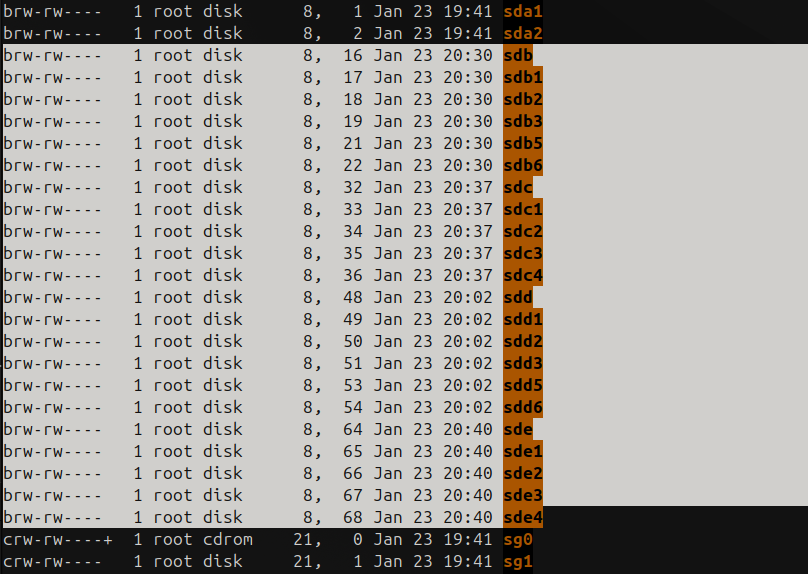 brw-rw----  1 root disk      8,   1 Jan 23 19:41 sda1
brw-rw----  1 root disk      8,   2 Jan 23 19:41 sda2
brw-rw----  1 root disk      8,  16 Jan 23 20:30 sdb
brw-rw----  1 root disk      8,  17 Jan 23 20:30 sdb1
brw-rw----  1 root disk      8,  18 Jan 23 20:30 sdb2
brw-rw----  1 root disk      8,  19 Jan 23 20:30 sdb3
brw-rw----  1 root disk      8,  21 Jan 23 20:30 sdb5
brw-rw----  1 root disk      8,  22 Jan 23 20:30 sdb6
brw-rw----  1 root disk      8,  32 Jan 23 20:37 sdc
brw-rw----  1 root disk      8,  33 Jan 23 20:37 sdc1
brw-rw----  1 root disk      8,  34 Jan 23 20:37 sdc2
brw-rw----  1 root disk      8,  35 Jan 23 20:37 sdc3
brw-rw----  1 root disk      8,  36 Jan 23 20:37 sdc4
brw-rw----  1 root disk      8,  48 Jan 23 20:02 sdd
brw-rw----  1 root disk      8,  49 Jan 23 20:02 sdd1
brw-rw----  1 root disk      8,  50 Jan 23 20:02 sdd2
brw-rw----  1 root disk      8,  51 Jan 23 20:02 sdd3
brw-rw----  1 root disk      8,  53 Jan 23 20:02 sdd5
brw-rw----  1 root disk      8,  54 Jan 23 20:02 sdd6
brw-rw----  1 root disk      8,  64 Jan 23 20:40 sde
brw-rw----  1 root disk      8,  65 Jan 23 20:40 sde1
brw-rw----  1 root disk      8,  66 Jan 23 20:40 sde2
brw-rw----  1 root disk      8,  67 Jan 23 20:40 sde3
brw-rw----  1 root disk      8,  68 Jan 23 20:40 sde4
crw-rw----+ 1 root cdrom    21,   0 Jan 23 19:41 sg0
crw-rw----  1 root disk     21,   1 Jan 23 19:41 sg1